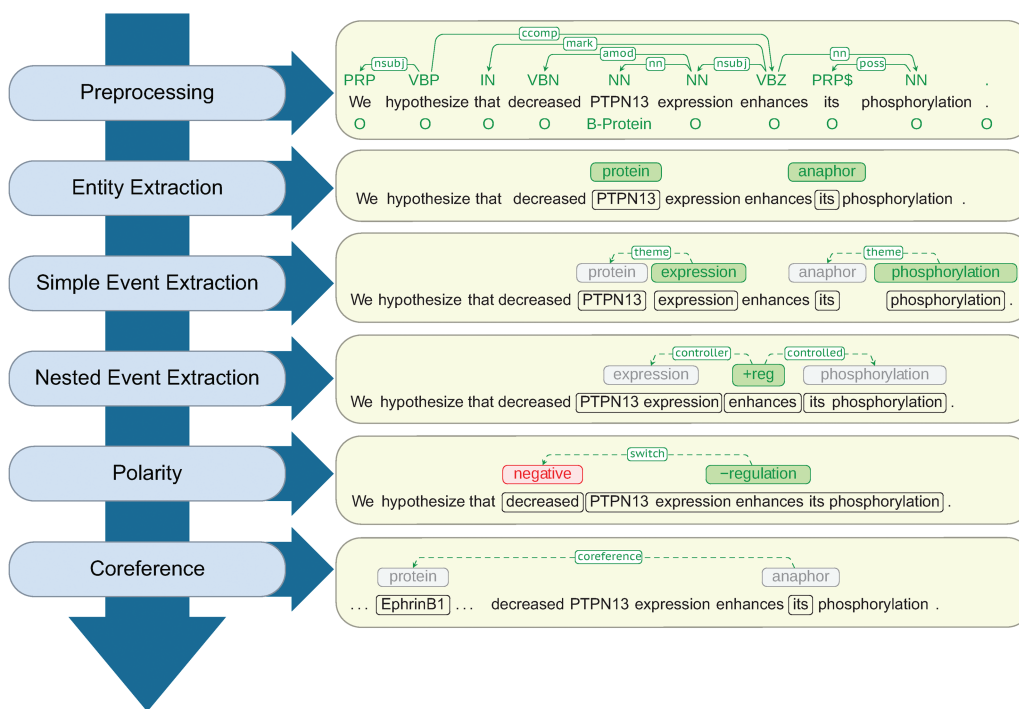 Preprocessing
ccomp
mark
amod
nn
nsubj nn nsubj poss
PRP VBP IN VBN NN NN VBZ PRP$ NN .
We hypothesize that decreased PTPN13 expression enhances its phosphorylation .
O O O O B-Protein O O O O O
Entity Extraction
protein anaphor
We hypothesize that decreased PTPN13 expression enhances its phosphorylation .
Simple Event Extraction
theme theme
protein expression anaphor phosphorylation
We hypothesize that decreased PTPN13 expression enhances its phosphorylation .
Nested Event Extraction
controller controlled
expression +reg phosphorylation
We hypothesize that decreased PTPN13 expression enhances its phosphorylation .
Polarity
switch
negative −regulation
We hypothesize that decreased PTPN13 expression enhances its phosphorylation .
Coreference
coreference
protein anaphor
... EphrinB1 ... decreased PTPN13 expression enhances its phosphorylation .